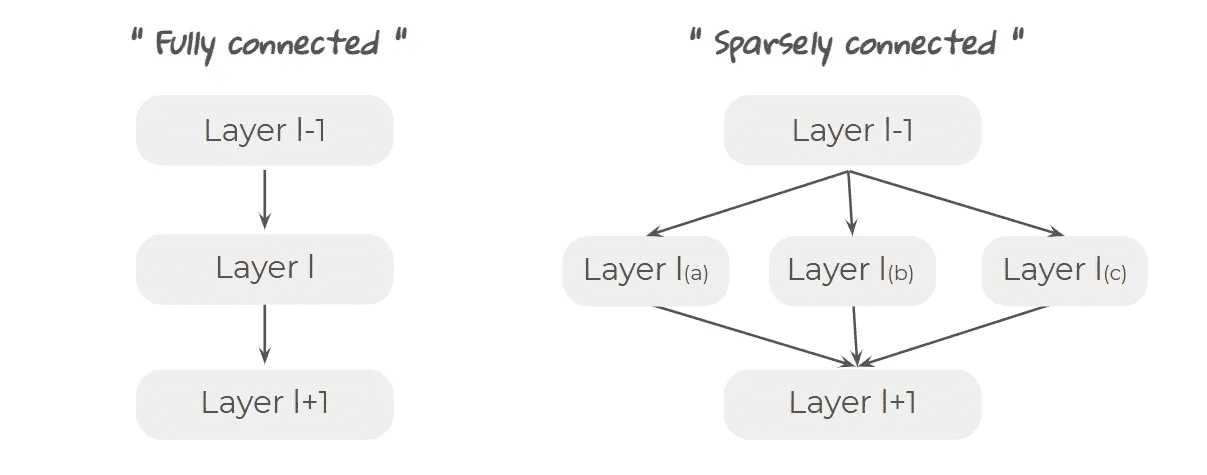 " Fully connected "
Layer l-1
Layer l
Layer l+1
" Sparsely connected "
Layer l-1
Layer l(a)
Layer l(b)
Layer l(c)
Layer l+1